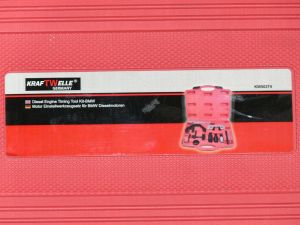 KRAFTWELLE
GERMANY
Diesel Engine Timing Tool Kit-BMW
Motor Einstellwerkzeugsatz für BMW Dieselmotoren